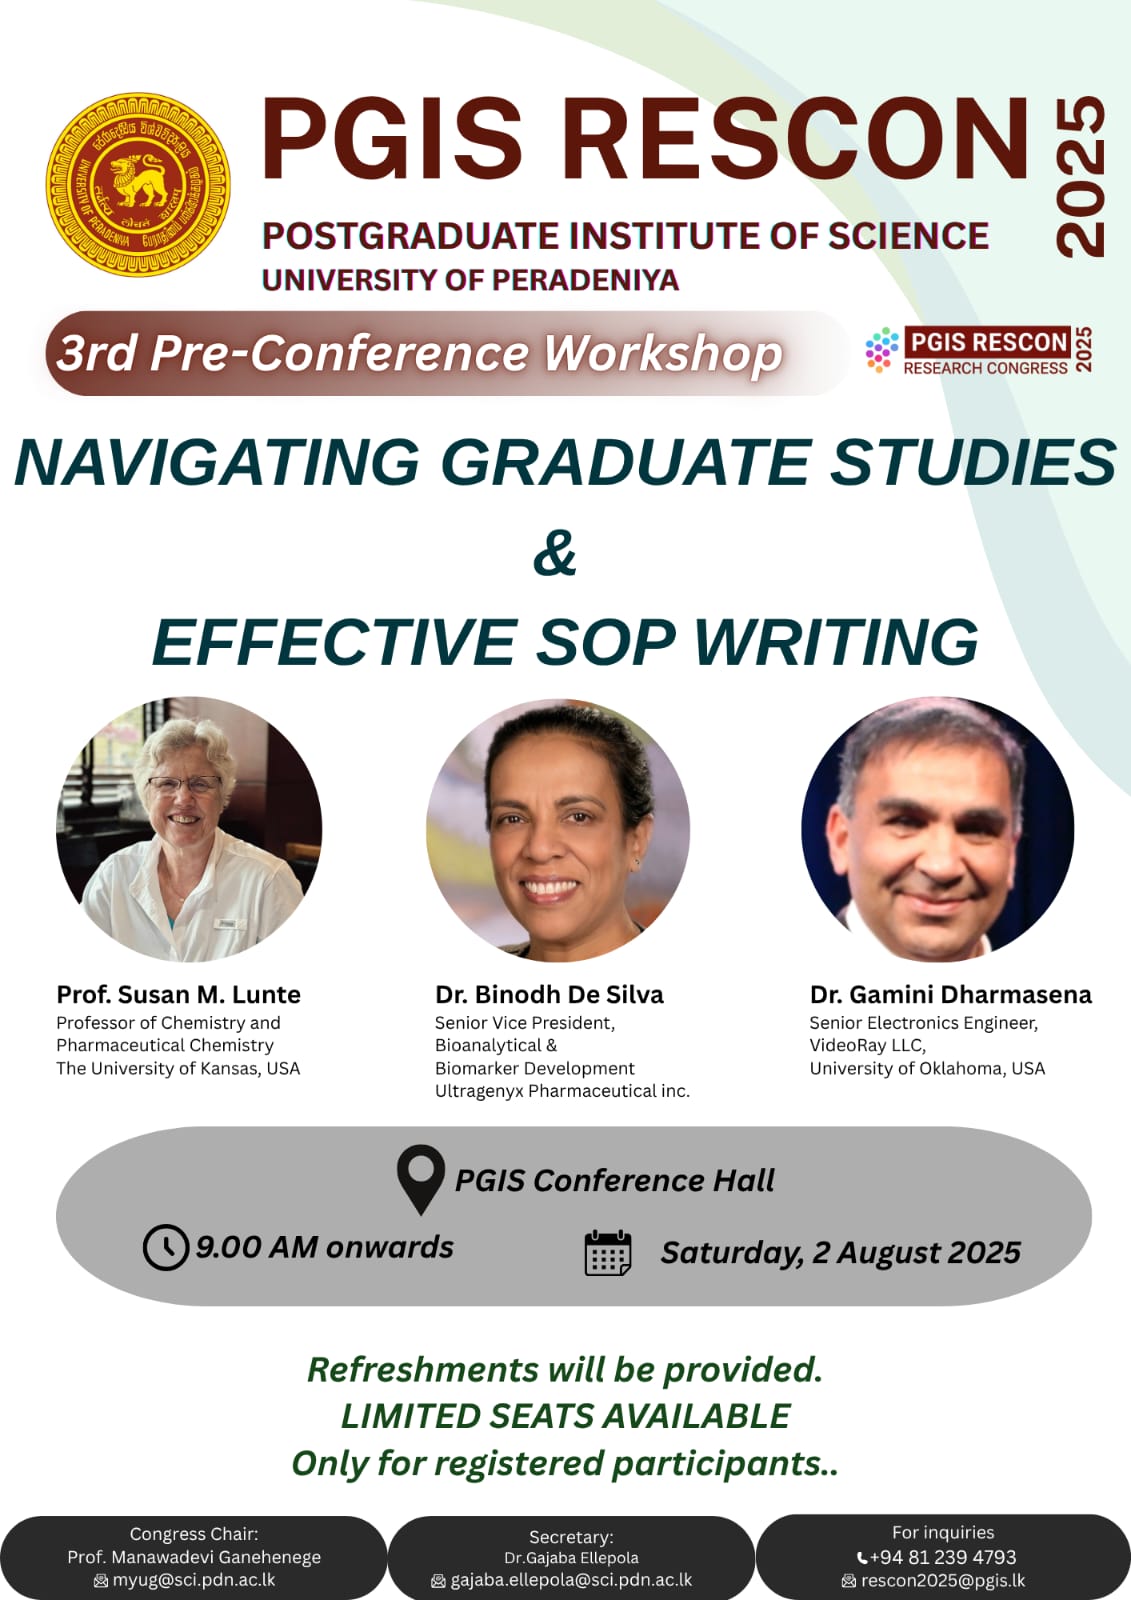 පේරාදෙණිය විශ්වවිද්‍යාලය
UNIVERSITY OF PERADENIYA
PGIS RESCON
2025
POSTGRADUATE INSTITUTE OF SCIENCE
UNIVERSITY OF PERADENIYA
3rd Pre-Conference Workshop
PGIS RESCON
2025
RESEARCH CONGRESS
NAVIGATING GRADUATE STUDIES
&
EFFECTIVE SOP WRITING
Prof. Susan M. Lunte
Professor of Chemistry and
Pharmaceutical Chemistry
The University of Kansas, USA
Dr. Binodh De Silva
Senior Vice President,
Bioanalytical &
Biomarker Development
Ultragenyx Pharmaceutical inc.
Dr. Gamini Dharmasena
Senior Electronics Engineer,
VideoRay LLC,
University of Oklahoma, USA
PGIS Conference Hall
9.00 AM onwards
Saturday, 2 August 2025
Refreshments will be provided.
LIMITED SEATS AVAILABLE
Only for registered participants..
Congress Chair:
Prof. Manawadevi Ganehenege
myug@sci.pdn.ac.lk
Secretary:
Dr.Gajaba Ellepola
gajaba.ellepola@sci.pdn.ac.lk
For inquiries
+94 81 239 4793
rescon2025@pgis.lk